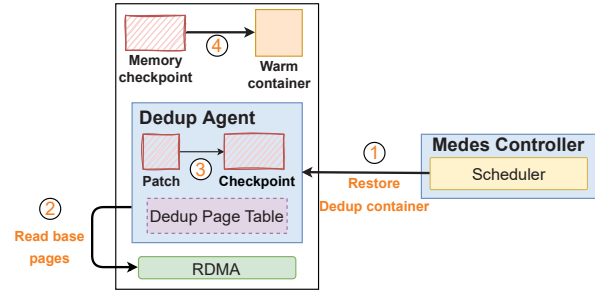 4
Memory
checkpoint
Warm
container
Dedup Agent
3
Patch
Checkpoint
Dedup Page Table
RDMA
2
Read base
pages
1
Restore
Dedup container
Medes Controller
Scheduler